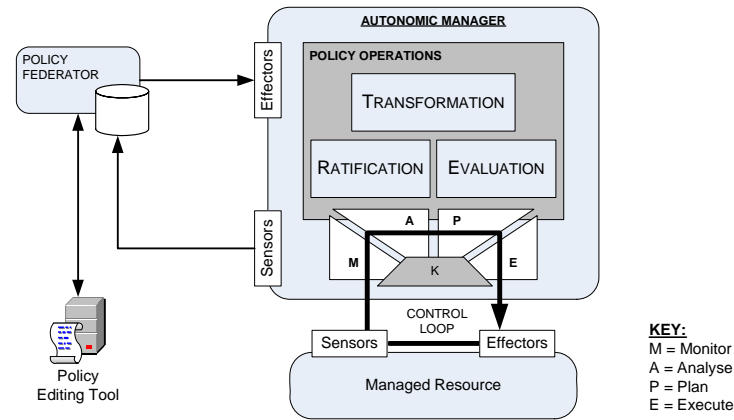 AUTONOMIC MANAGER
POLICY
FEDERATOR
Effectors
POLICY OPERATIONS
TRANSFORMATION
RATIFICATION
EVALUATION
Sensors
A
P
M
K
E
CONTROL
LOOP
Sensors
Effectors
Managed Resource
Policy
Editing Tool
KEY:
M = Monitor
A = Analyse
P = Plan
E = Execute